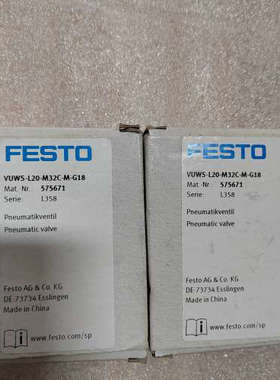 FESTO
VUWS-L20-M32C-M-G18
Mat. Nr. 575671
Serie: L358
Pneumatikventil
Pneumatic valve
Festo AG & Co. KG
DE-73734 Esslingen
Made in China
www.festo.com/sp
FESTO
VUWS-L20-M32C-M-G18
Mat. Nr. 575671
Serie: L358
Pneumatikventil
Pneumatic valve
Festo AG & Co. KG
DE-73734 Esslingen
Made in China
www.festo.com/sp